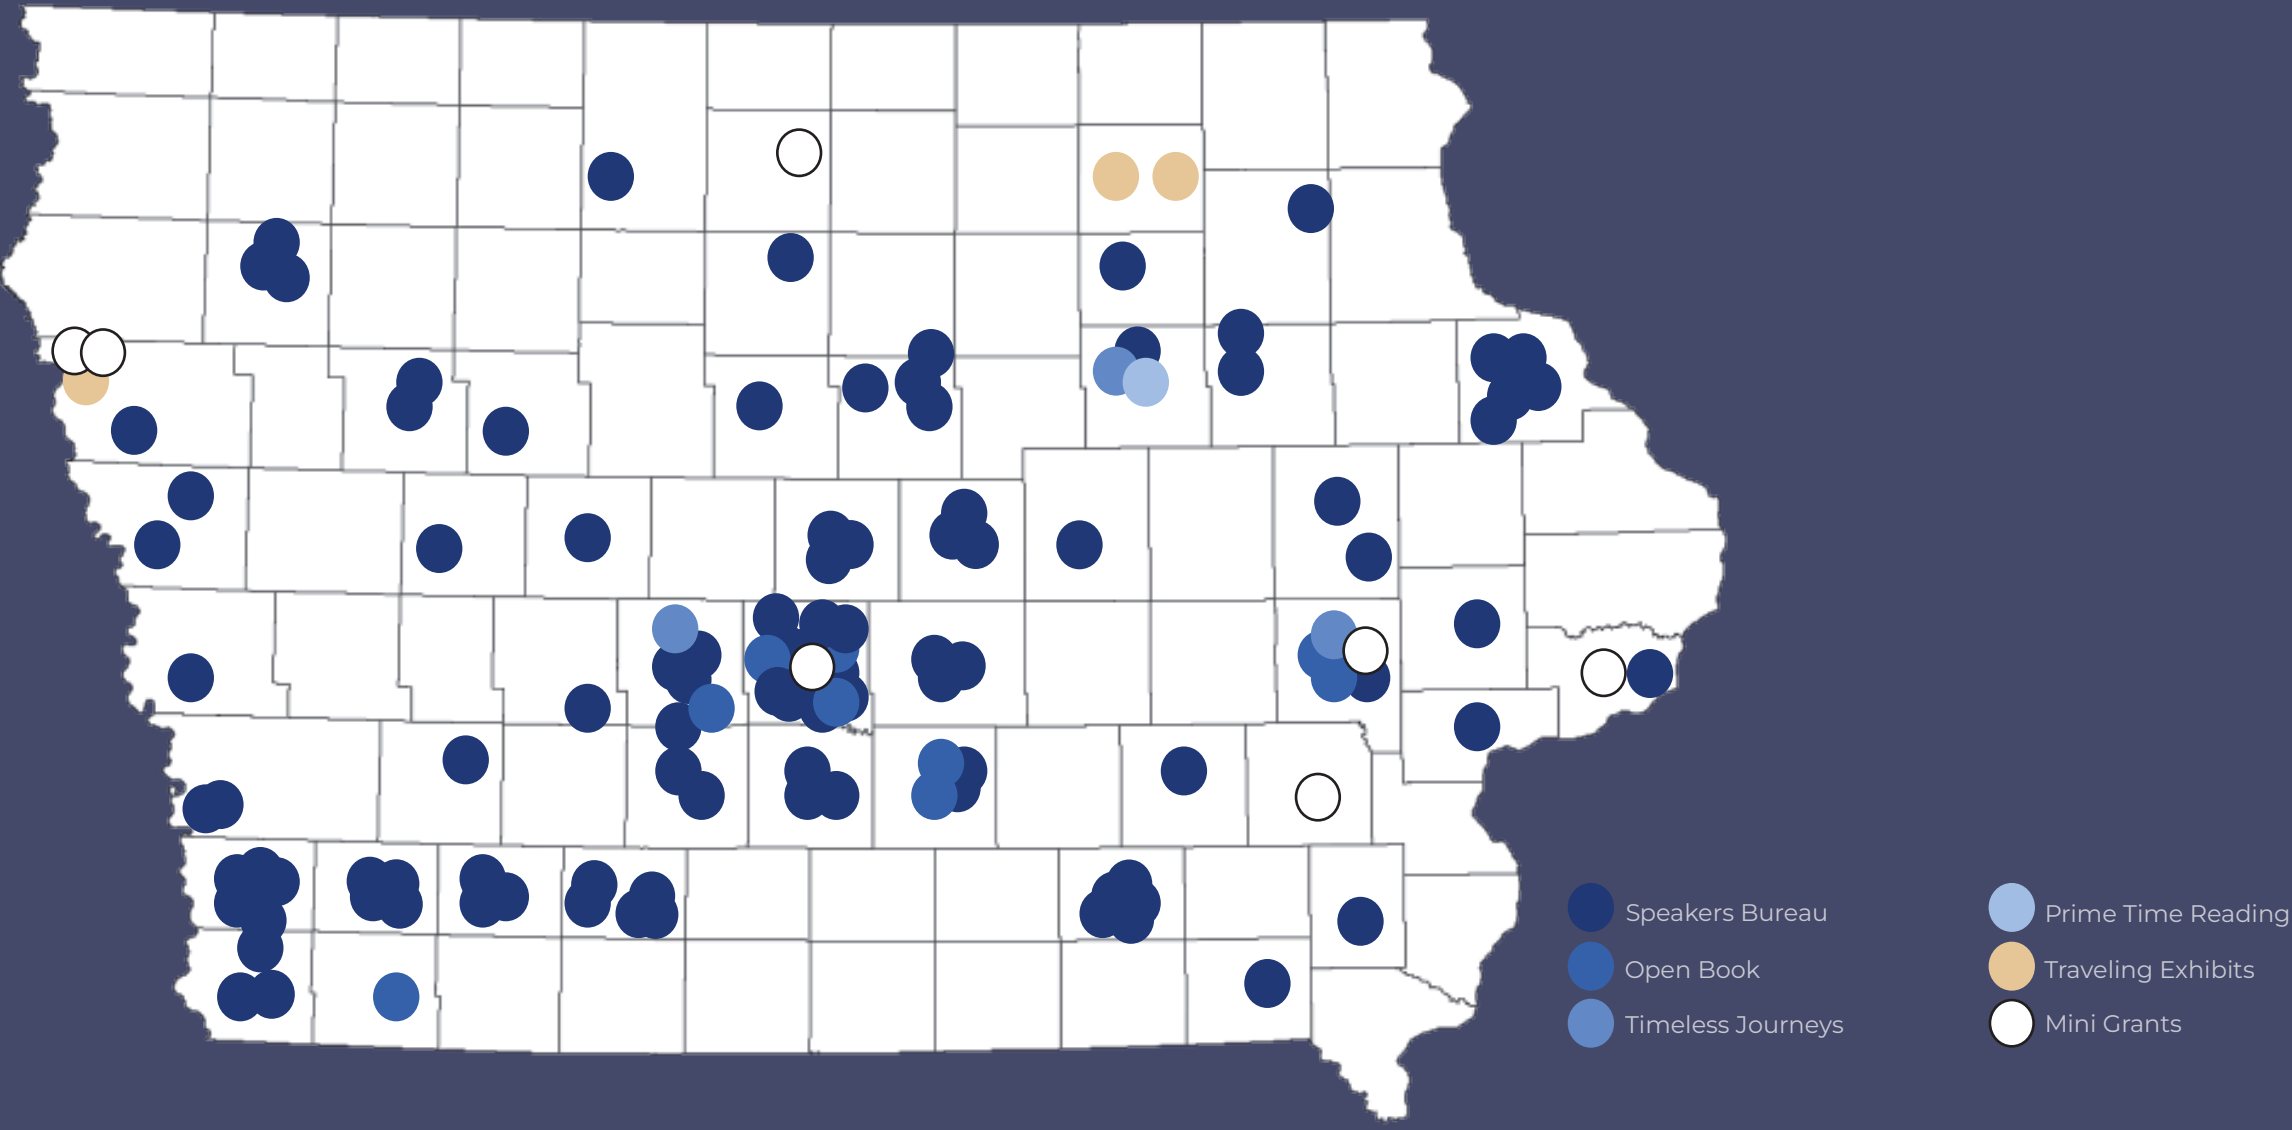 Speakers Bureau
Open Book
Timeless Journeys
Prime Time Reading
Traveling Exhibits
Mini Grants